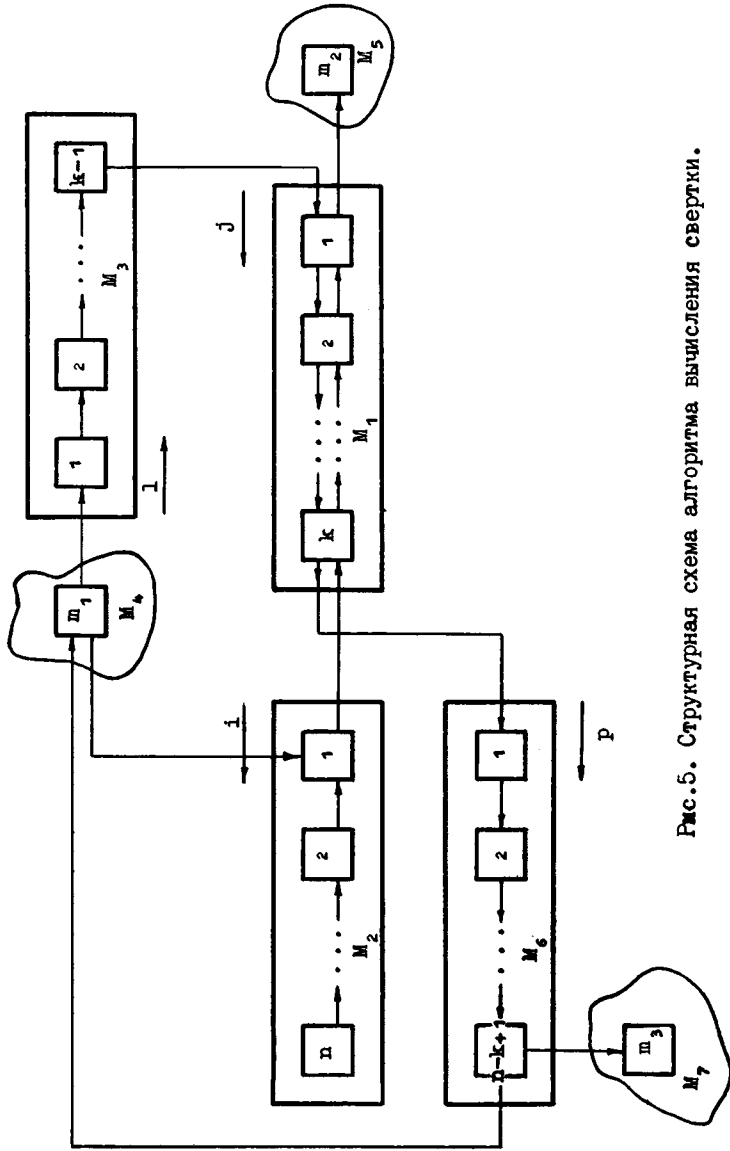 m₁
M₄
l
1
2
....
k-1
M₃
j
k
....
2
1
M₁
m₂
M₅
i
n
....
2
1
M₂
p
n-k+1
....
2
1
M₆
m₃
M₇
Рис.5. Структурная схема алгоритма вычисления свертки.